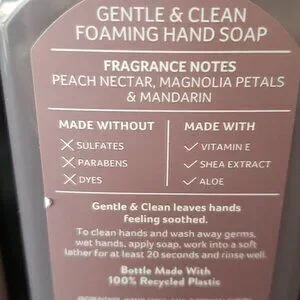 GENTLE & CLEAN
FOAMING HAND SOAP
FRAGRANCE NOTES
PEACH NECTAR, MAGNOLIA PETALS
& MANDARIN
MADE WITHOUT
SULFATES
PARABENS
DYES
MADE WITH
VITAMIN E
SHEA EXTRACT
ALOE
Gentle & Clean leaves hands
feeling soothed.
To clean hands and wash away germs,
wet hands, apply soap, work into a soft
lather for at least 20 seconds and rinse well.
Bottle Made With
100% Recycled Plastic